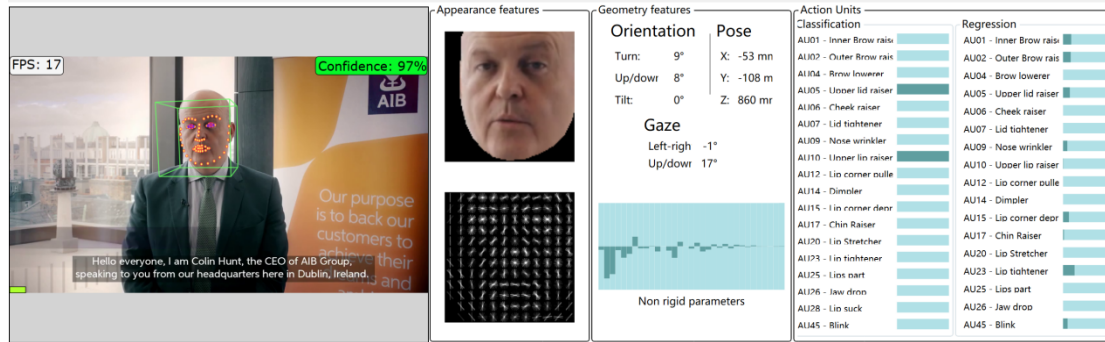 Appearance features
Geometry features
Action Units
FPS: 17
Confidence: 97%
AIB
Our purpose
is to back our
customers to
achieve their
and
Hello everyone, I am Colin Hunt, the CEO of AIB Group,
speaking to you from our headquarters here in Dublin, Ireland.
Orientation
Turn: 9°
Up/dowr 8°
Tilt: 0°
Pose
X: -53 mn
Y: -108 m
Z: 860 mr
Gaze
Left-righ -1°
Up/dowr 17°
Non rigid parameters
Classification
AU01 - Inner Brow raise
AU02 - Outer Brow raise
AU04 - Brow lowerer
AU05 - Upper lid raiser
AU06 - Cheek raiser
AU07 - Lid tightener
AU09 - Nose wrinkler
AU10 - Upper lip raiser
AU12 - Lip corner pulle
AU14 - Dimpler
AU15 - Lip corner depr
AU17 - Chin Raiser
AU20 - Lip Stretcher
AU23 - Lip tightener
AU25 - Lips part
AU26 - Jaw drop
AU28 - Lip suck
AU45 - Blink
Regression
AU01 - Inner Brow raise
AU02 - Outer Brow raise
AU04 - Brow lowerer
AU05 - Upper lid raiser
AU06 - Cheek raiser
AU07 - Lid tightener
AU09 - Nose wrinkler
AU10 - Upper lip raiser
AU12 - Lip corner pulle
AU14 - Dimpler
AU15 - Lip corner depr
AU17 - Chin Raiser
AU20 - Lip Stretcher
AU23 - Lip tightener
AU25 - Lips part
AU26 - Jaw drop
AU45 - Blink